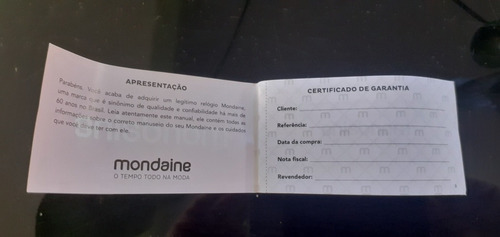 APRESENTAÇÃO
Parabéns. Você acaba de adquirir um legítimo relógio Mondaine,
uma marca que é sinônimo de qualidade e confiabilidade há mais de
60 anos no Brasil. Leia atentamente este manual, ele contém todas as
informações sobre o correto manuseio do seu Mondaine e os cuidados
que você deve ter com ele.
mondaine
O TEMPO TODO NA MODA
CERTIFICADO DE GARANTIA
Cliente:
Referência:
Data da compra:
Nota fiscal:
Revendedor: